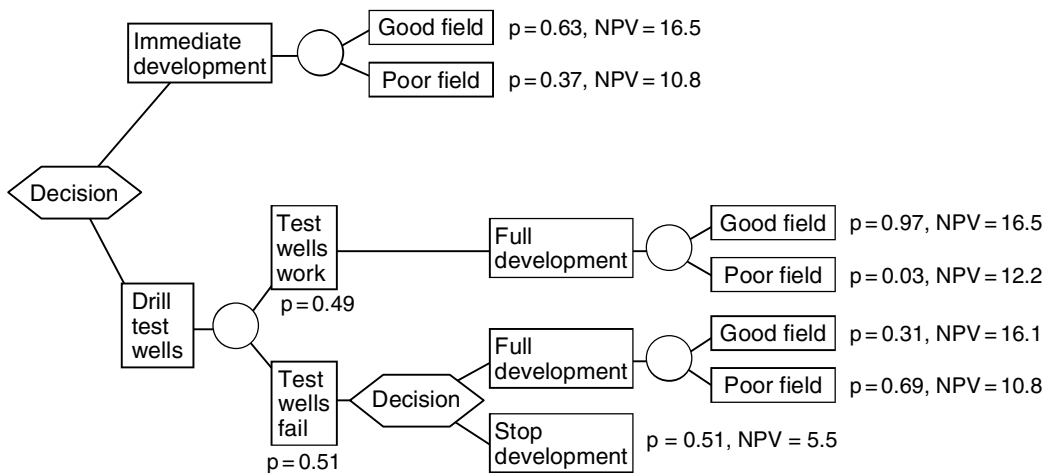 Immediate
development
Good field
p = 0.63, NPV = 16.5
Poor field
p = 0.37, NPV = 10.8
Decision
Drill
test
wells
Test
wells
work
p = 0.49
Full
development
Good field
p = 0.97, NPV = 16.5
Poor field
p = 0.03, NPV = 12.2
Test
wells
fail
p = 0.51
Decision
Full
development
Good field
p = 0.31, NPV = 16.1
Poor field
p = 0.69, NPV = 10.8
Stop
development
p = 0.51, NPV = 5.5